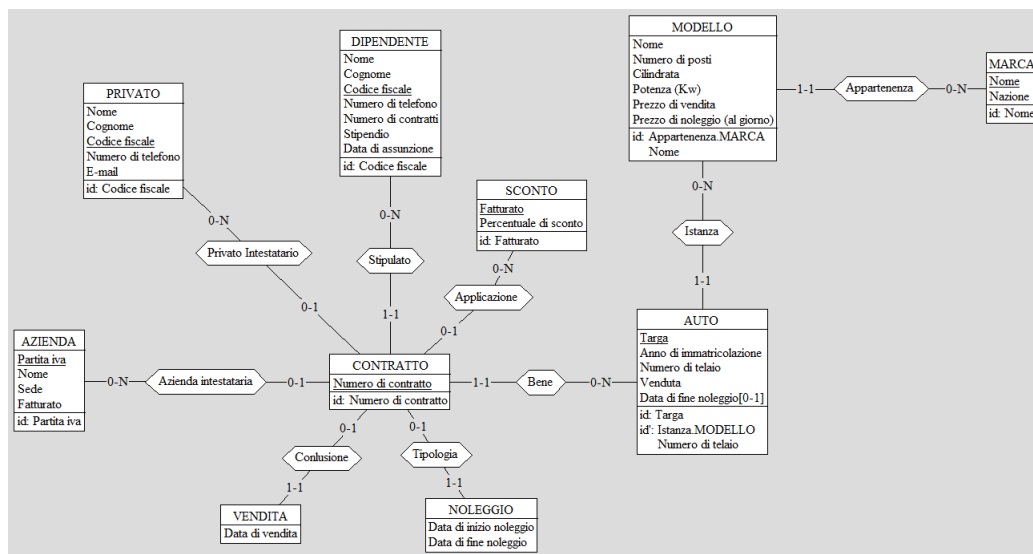 PRIVATO
Nome
Cognome
Codice fiscale
Numero di telefono
E-mail
id: Codice fiscale
DIPENDENTE
Nome
Cognome
Codice fiscale
Numero di telefono
Numero di contratti
Stipendio
Data di assunzione
id: Codice fiscale
MODELLO
Nome
Numero di posti
Cilindrata
Potenza (Kw)
Prezzo di vendita
Prezzo di noleggio (al giorno)
id: Appartenenza.MARCA
Nome
1-1
Appartenenza
0-N
MARCA
Nome
Nazione
id: Nome
SCONTO
Fatturato
Percentuale di sconto
id: Fatturato
0-N
Privato Intestatario
0-1
0-N
Stipulato
1-1
0-N
Applicazione
0-1
0-N
Istanza
1-1
AZIENDA
Partita iva
Nome
Sede
Fatturato
id: Partita iva
0-N
Azienda intestataria
0-1
CONTRATTO
Numero di contratto
id: Numero di contratto
1-1
Bene
0-N
AUTO
Targa
Anno di immatricolazione
Numero di telaio
Venduta
Data di fine noleggio[0-1]
id: Targa
id': Istanza.MODELLO
Numero di telaio
0-1
Conlusione
1-1
0-1
Tipologia
1-1
VENDITA
Data di vendita
NOLEGGIO
Data di inizio noleggio
Data di fine noleggio